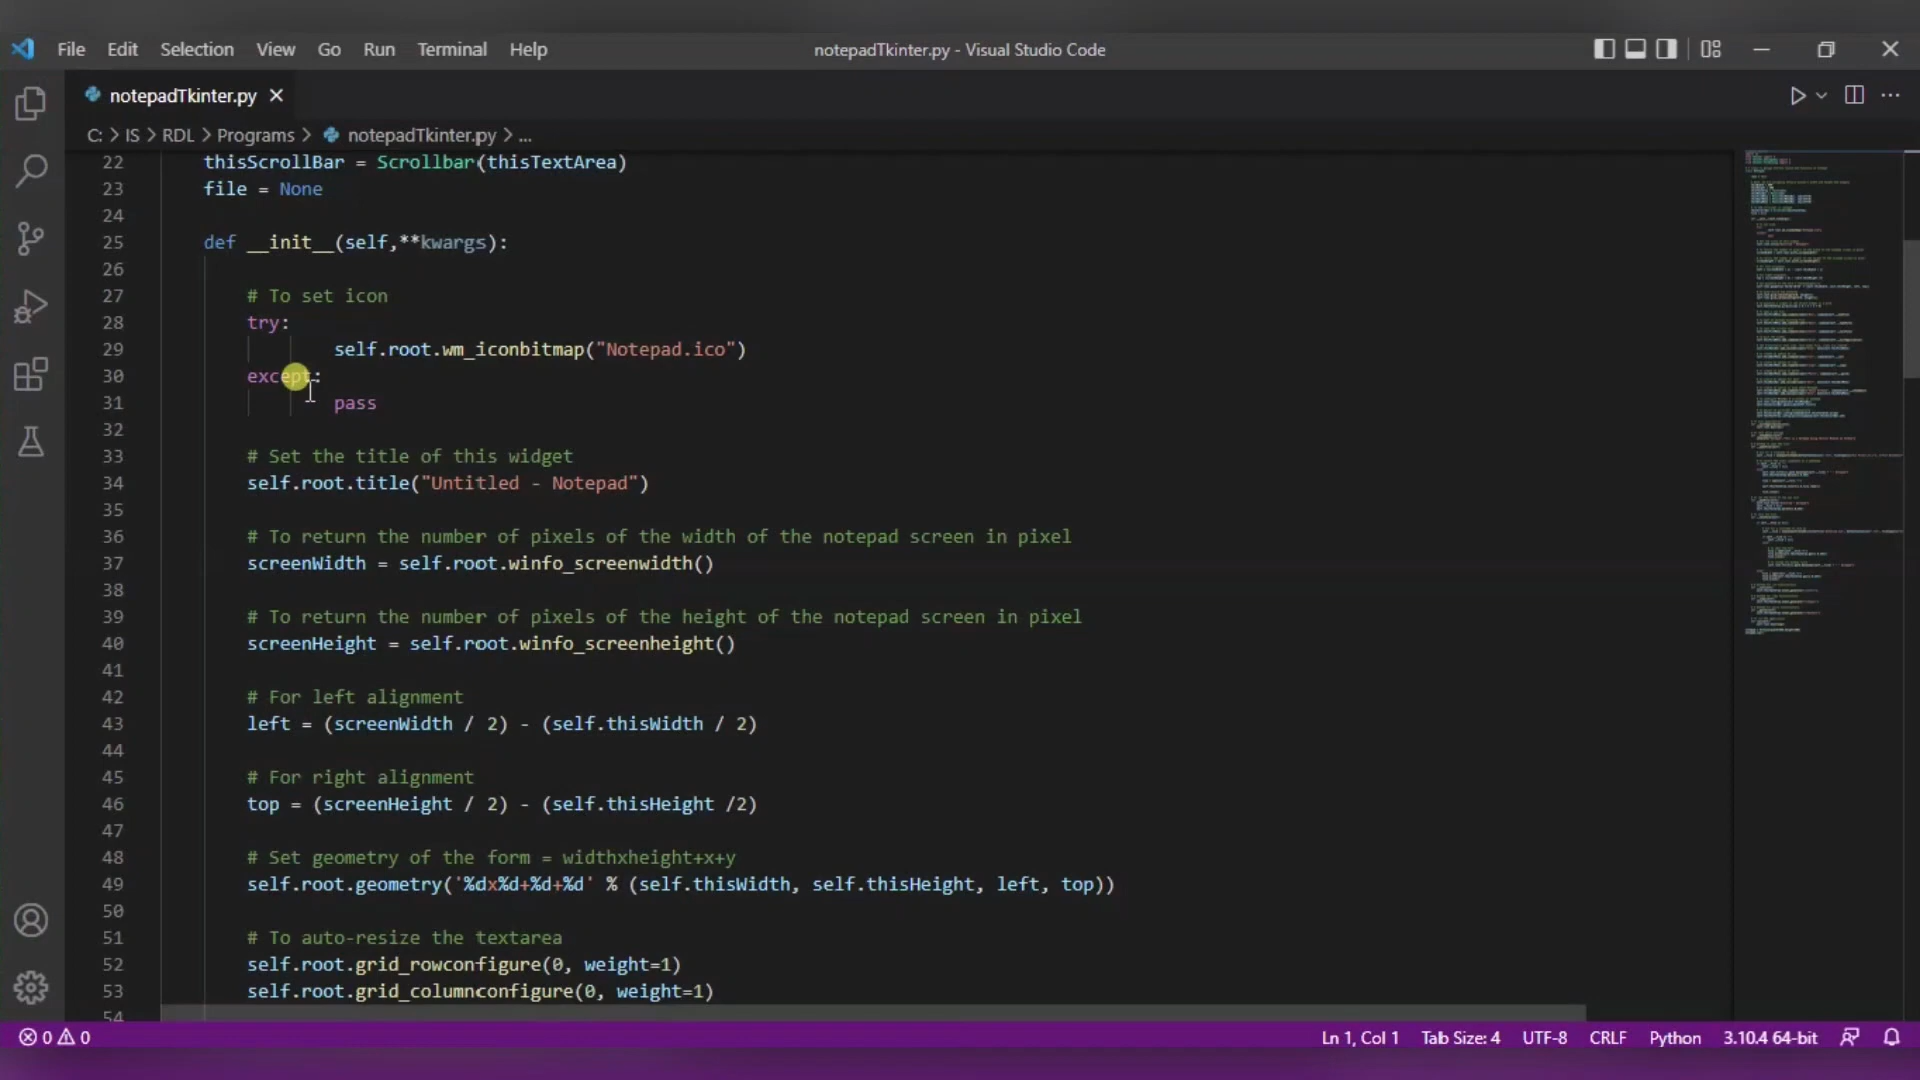 File Edit Selection View Go Run Terminal Help
notepadTkinter.py - Visual Studio Code
notepadTkinter.py
C: > IS > RDL > Programs > notepadTkinter.py > ...
22 thisScrollBar = Scrollbar(thisTextArea)
23 file = None
24
25 def __init__(self,**kwargs):
26
27 # To set icon
28 try:
29 self.root.wm_iconbitmap("Notepad.ico")
30 except:
31 pass
32
33 # Set the title of this widget
34 self.root.title("Untitled - Notepad")
35
36 # To return the number of pixels of the width of the notepad screen in pixel
37 screenWidth = self.root.winfo_screenwidth()
38
39 # To return the number of pixels of the height of the notepad screen in pixel
40 screenHeight = self.root.winfo_screenheight()
41
42 # For left alignment
43 left = (screenWidth / 2) - (self.thisWidth / 2)
44
45 # For right alignment
46 top = (screenHeight / 2) - (self.thisHeight /2)
47
48 # Set geometry of the form = widthxheight+x+y
49 self.root.geometry('%dx%d+%d+%d' % (self.thisWidth, self.thisHeight, left, top))
50
51 # To auto-resize the textarea
52 self.root.grid_rowconfigure(0, weight=1)
53 self.root.grid_columnconfigure(0, weight=1)
54
0 0
Ln 1, Col 1 Tab Size: 4 UTF-8 CRLF Python 3.10.4 64-bit